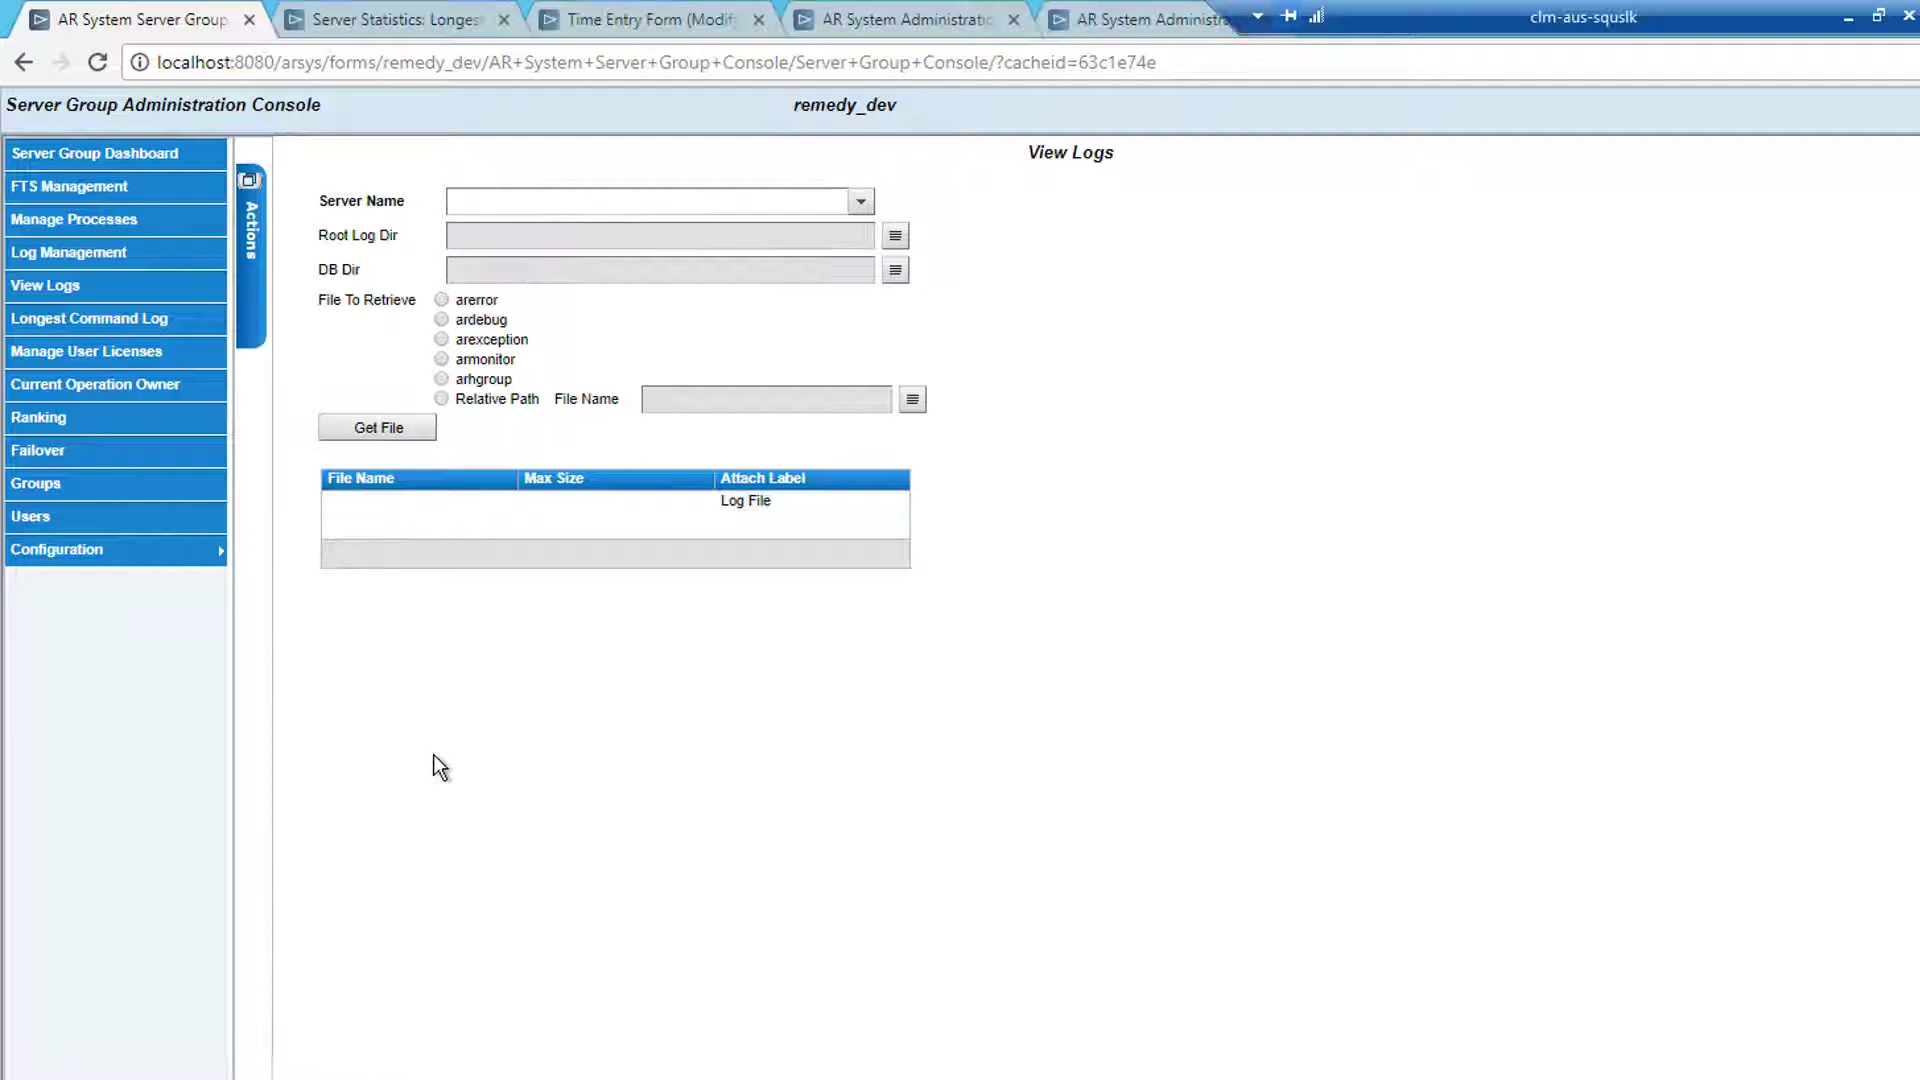 AR System Server Group
Server Statistics: Longes
Time Entry Form (Modif
AR System Administratic
AR System Administra
clm-aus-squslk
localhost:8080/arsys/forms/remedy_dev/AR+System+Server+Group+Console/Server+Group+Console/?cacheid=63c1e74e
Server Group Administration Console
remedy_dev
Server Group Dashboard
FTS Management
Manage Processes
Log Management
View Logs
Longest Command Log
Manage User Licenses
Current Operation Owner
Ranking
Failover
Groups
Users
Configuration
Actions
View Logs
Server Name
Root Log Dir
DB Dir
File To Retrieve
arerror
ardebug
arexception
armonitor
arhgroup
Relative Path File Name
Get File
File Name Max Size Attach Label
Log File